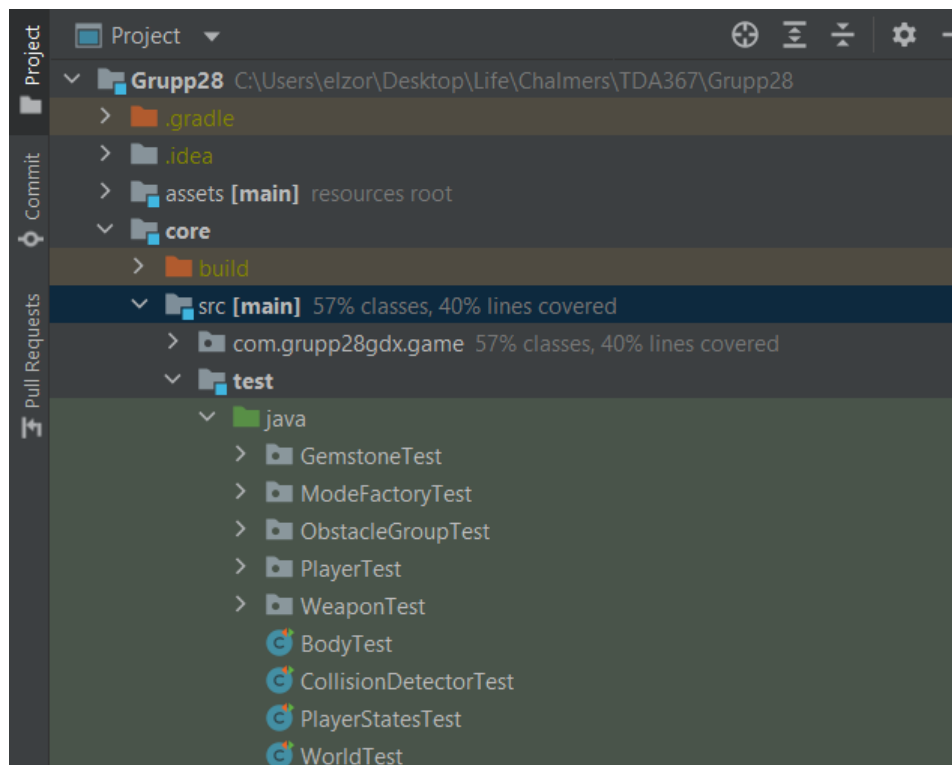 Project
Commit
Pull Requests
Project
Grupp28 C:\Users\elzor\Desktop\Life\Chalmers\TDA367\Grupp28
.gradle
.idea
assets [main] resources root
core
build
src [main] 57% classes, 40% lines covered
com.grupp28gdx.game 57% classes, 40% lines covered
test
java
GemstoneTest
ModeFactoryTest
ObstacleGroupTest
PlayerTest
WeaponTest
BodyTest
CollisionDetectorTest
PlayerStatesTest
WorldTest